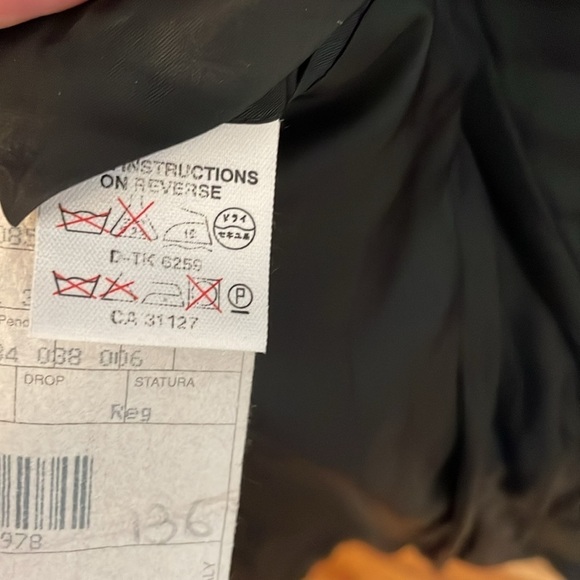 INSTRUCTIONS
ON REVERSE
ドライ
セキユ系
D-TK 6259
P
CA 31127
038 006
DROP
STATURA
Reg
136
978